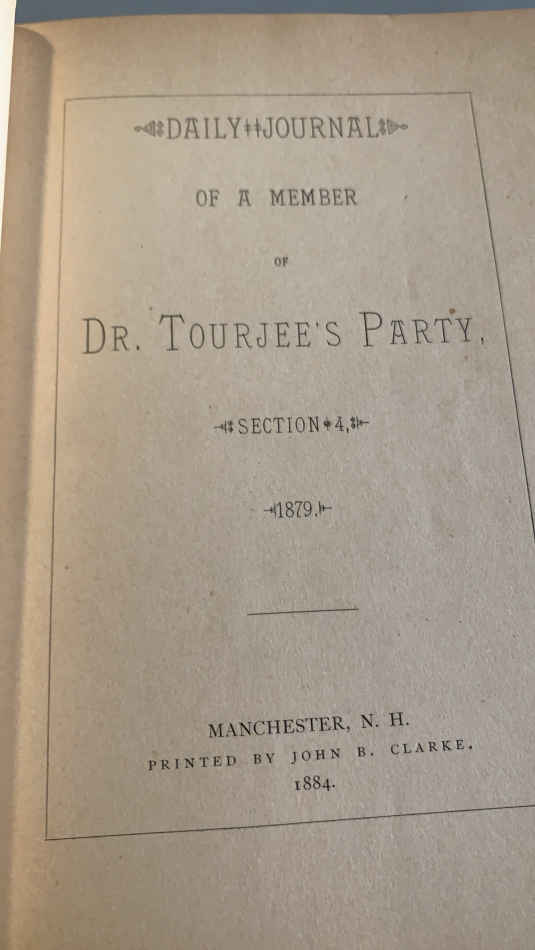 DAILY JOURNAL
OF A MEMBER
OF
DR. TOURJEE'S PARTY,
SECTION 4,
1879.
MANCHESTER, N. H.
PRINTED BY JOHN B. CLARKE.
1884.